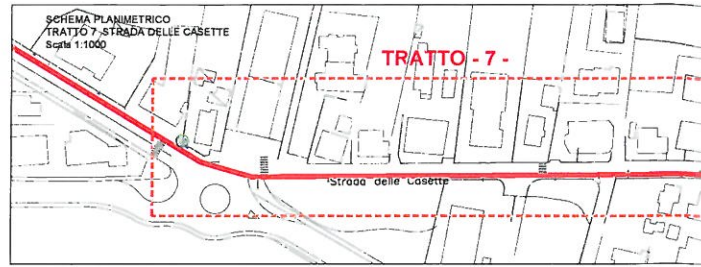 SCHEMA PLANIMETRICO
TRATTO 7 STRADA DELLE CASETTE
Scala 1:1000
TRATTO - 7 -
Strada delle Casette